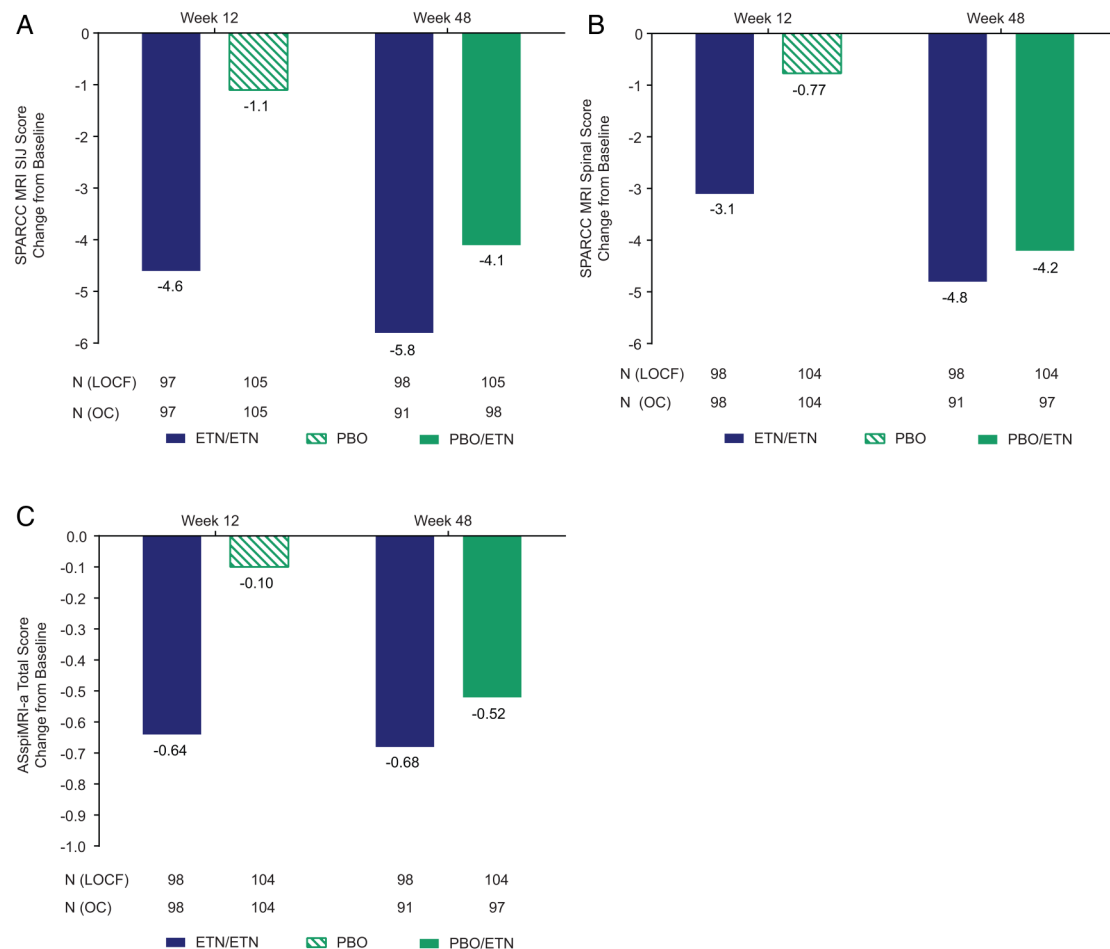 A
Week 12 Week 48
SPARCC MRI SIJ Score
Change from Baseline
0
-1
-2
-3
-4
-5
-6
-4.6
-1.1
-5.8
-4.1
N (LOCF) 97 105 98 105
N (OC) 97 105 91 98
ETN/ETN PBO PBO/ETN
B
Week 12 Week 48
SPARCC MRI Spinal Score
Change from Baseline
0
-1
-2
-3
-4
-5
-6
-3.1
-0.77
-4.8
-4.2
N (LOCF) 98 104 98 104
N (OC) 98 104 91 97
ETN/ETN PBO PBO/ETN
C
Week 12 Week 48
ASspiMRI-a Total Score
Change from Baseline
0.0
-0.1
-0.2
-0.3
-0.4
-0.5
-0.6
-0.7
-0.8
-0.9
-1.0
-0.64
-0.10
-0.68
-0.52
N (LOCF) 98 104 98 104
N (OC) 98 104 91 97
ETN/ETN PBO PBO/ETN